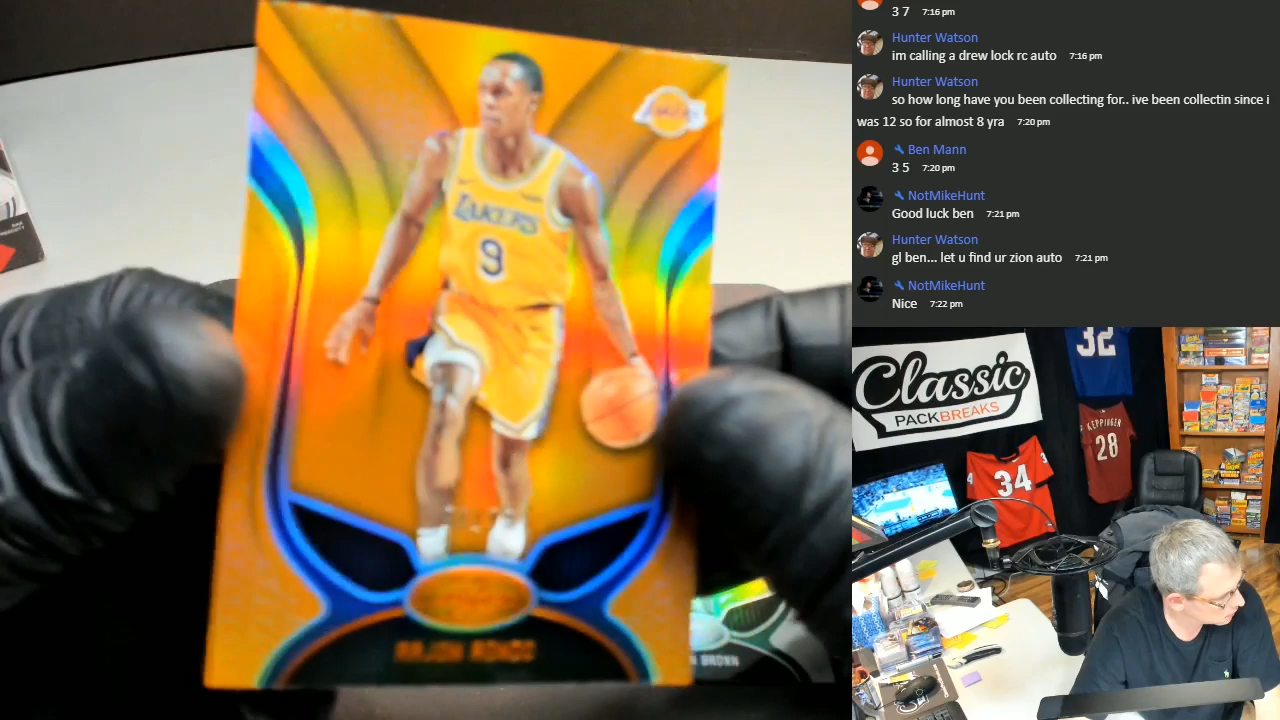 LAKERS
9
LAKERS
RAJON RONDO
N BROWN
3 7 7:16 pm
Hunter Watson
im calling a drew lock rc auto 7:16 pm
Hunter Watson
so how long have you been collecting for.. ive been collectin since i
was 12 so for almost 8 yra 7:20 pm
Ben Mann
3 5 7:20 pm
NotMikeHunt
Good luck ben 7:21 pm
Hunter Watson
gl ben... let u find ur zion auto 7:21 pm
NotMikeHunt
Nice 7:22 pm
Classic
PACKBREAKS
32
KEPPINGER
28
34